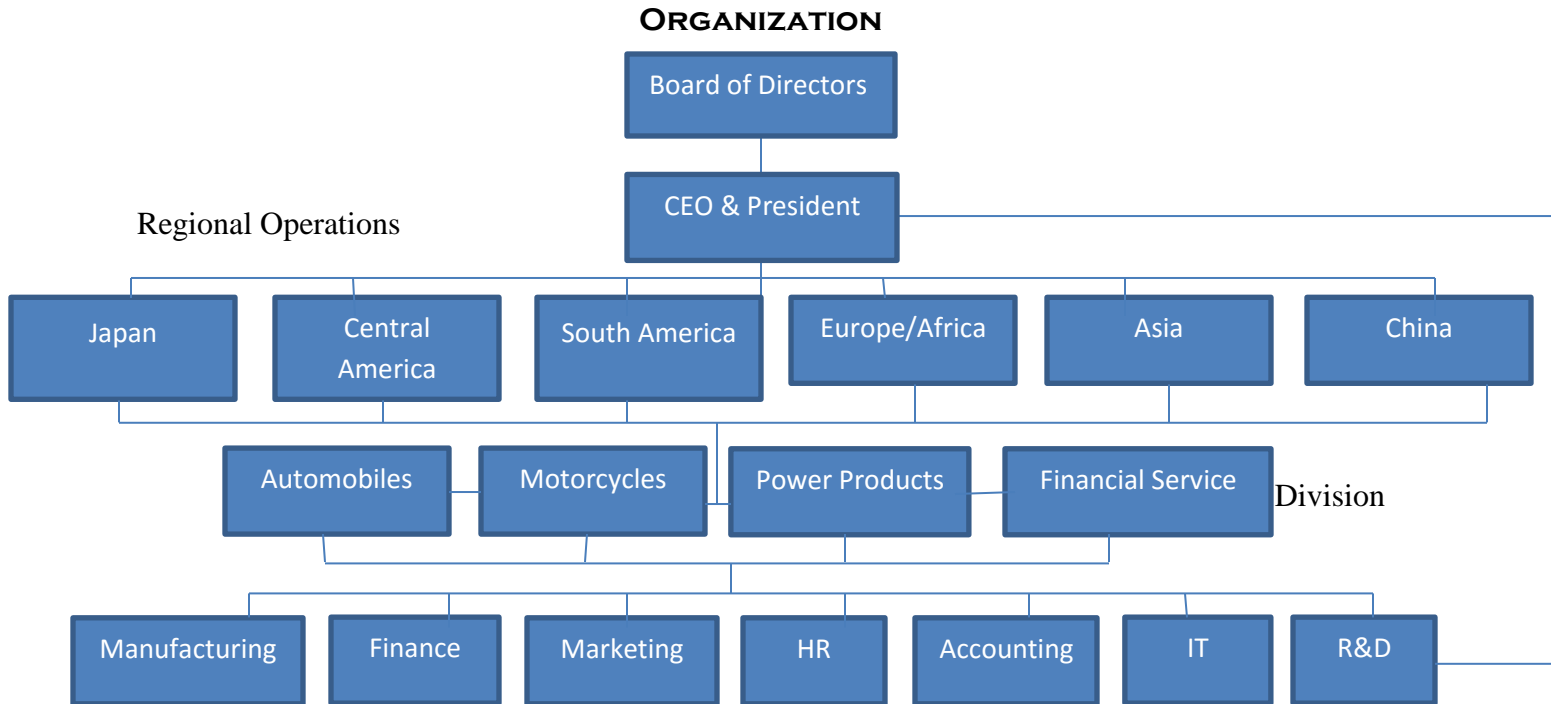 ORGANIZATION
Board of Directors
CEO & President
Regional Operations
Japan
Central
America
South America
Europe/Africa
Asia
China
Automobiles
Motorcycles
Power Products
Financial Service
Division
Manufacturing
Finance
Marketing
HR
Accounting
IT
R&D